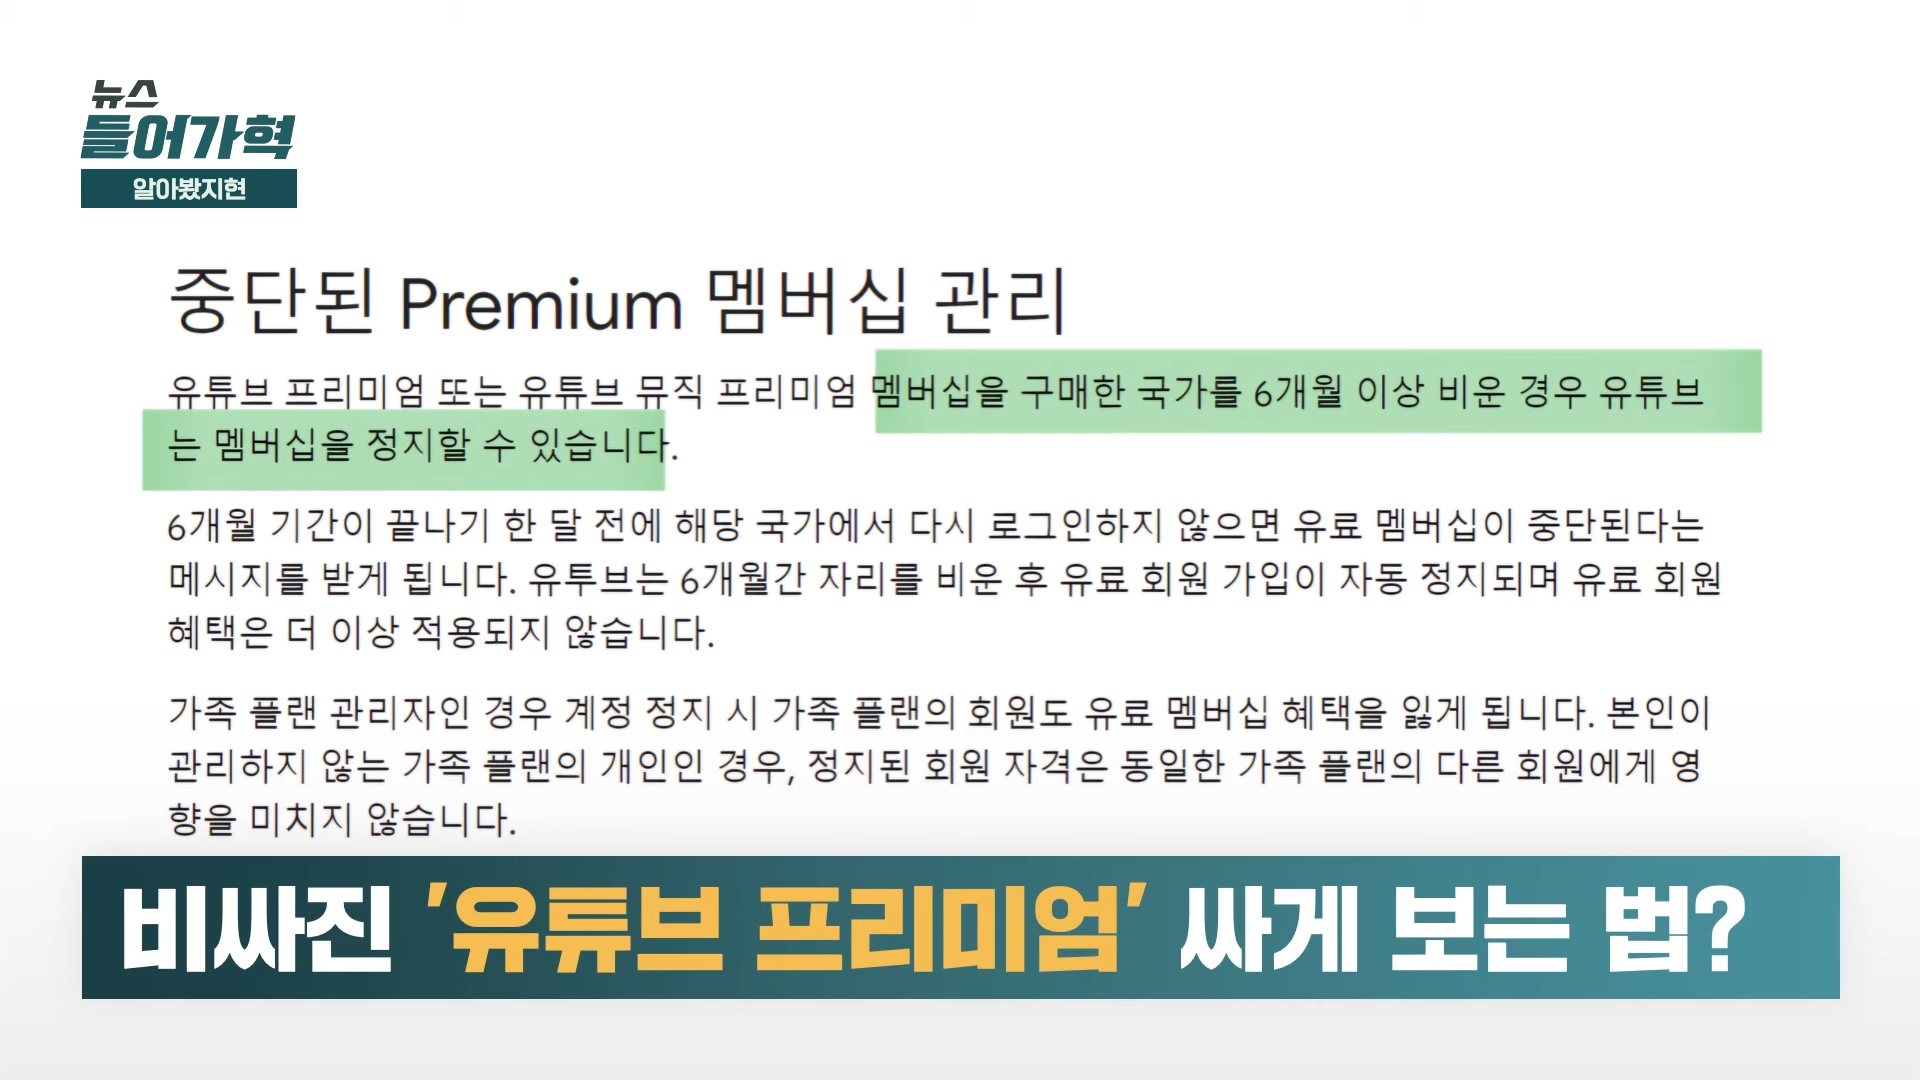 뉴스
들어가혁
알아봤지현
중단된 Premium 멤버십 관리
유튜브 프리미엄 또는 유튜브 뮤직 프리미엄 멤버십을 구매한 국가를 6개월 이상 비운 경우 유튜브
는 멤버십을 정지할 수 있습니다.
6개월 기간이 끝나기 한 달 전에 해당 국가에서 다시 로그인하지 않으면 유료 멤버십이 중단된다는
메시지를 받게 됩니다. 유투브는 6개월간 자리를 비운 후 유료 회원 가입이 자동 정지되며 유료 회원
혜택은 더 이상 적용되지 않습니다.
가족 플랜 관리자인 경우 계정 정지 시 가족 플랜의 회원도 유료 멤버십 혜택을 잃게 됩니다. 본인이
관리하지 않는 가족 플랜의 개인인 경우, 정지된 회원 자격은 동일한 가족 플랜의 다른 회원에게 영
향을 미치지 않습니다.
비싸진 '유튜브 프리미엄' 싸게 보는 법?